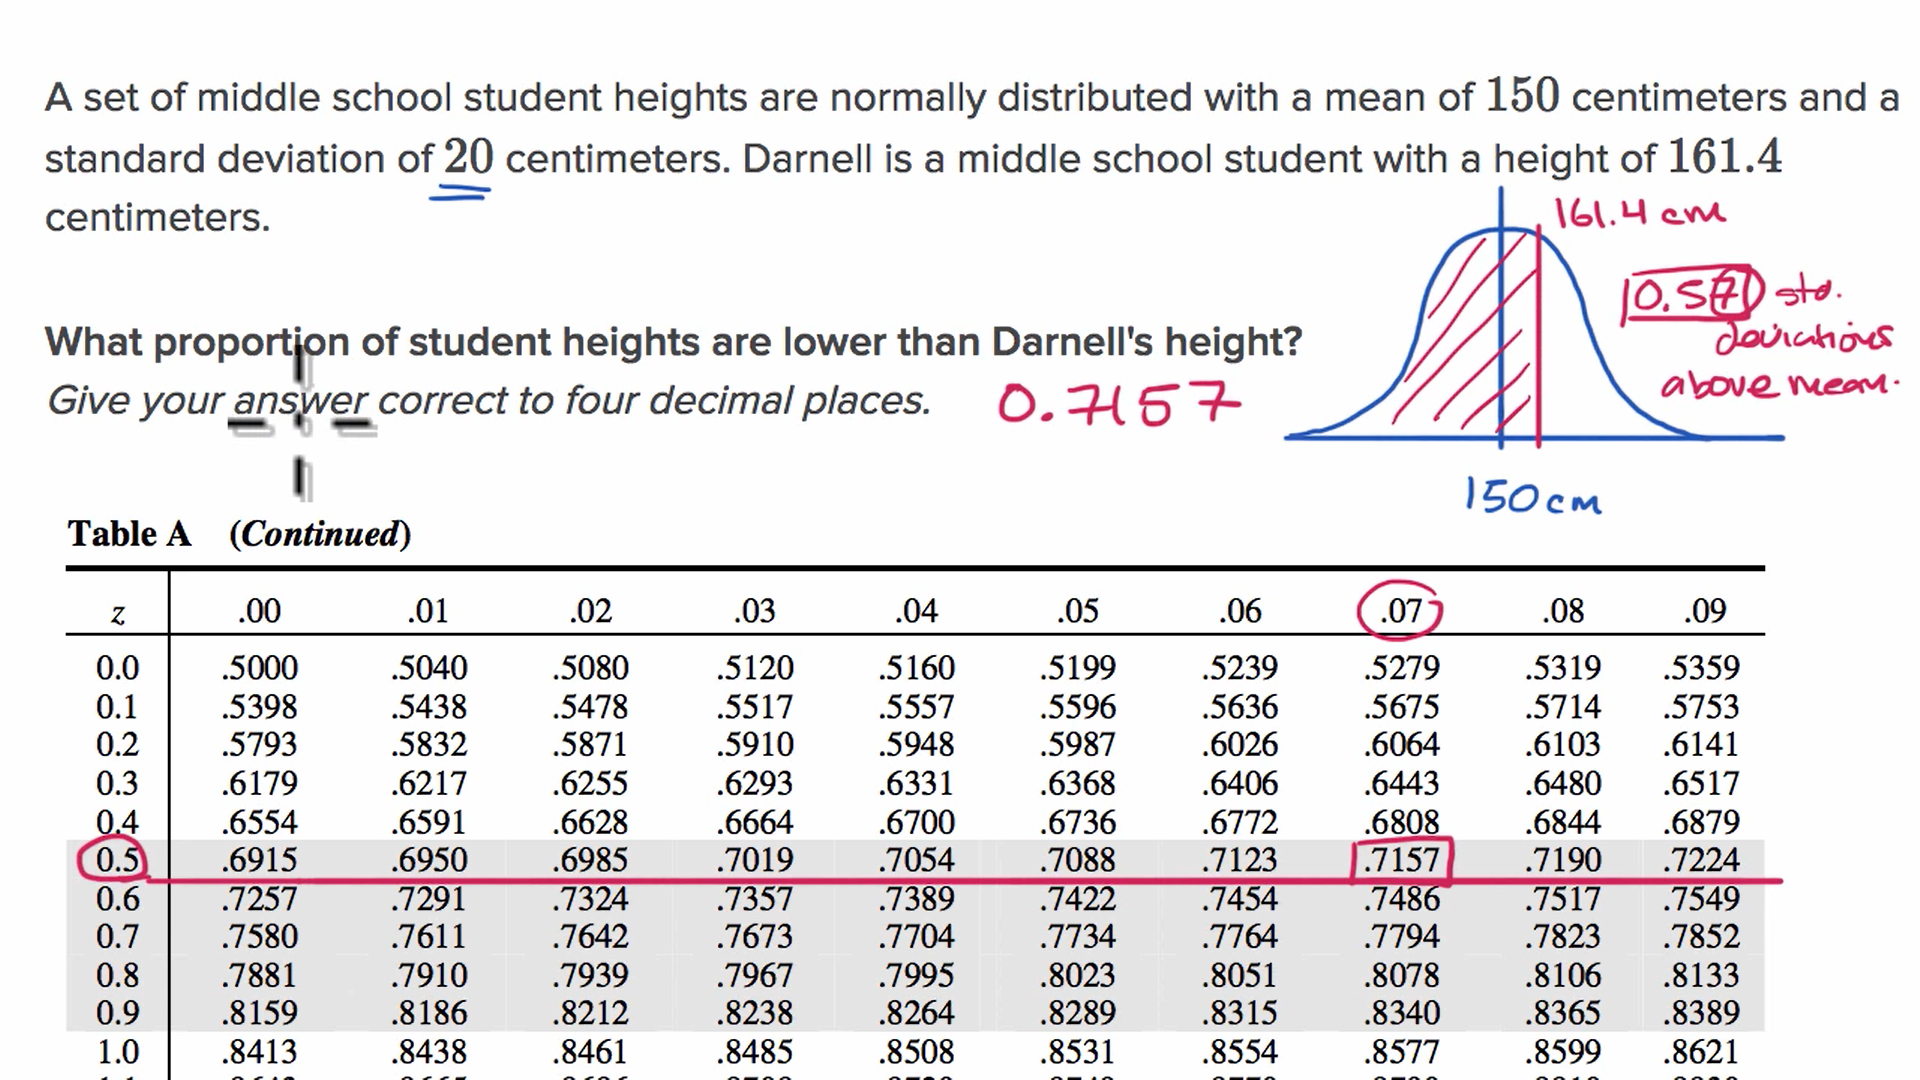 A set of middle school student heights are normally distributed with a mean of 150 centimeters and a
standard deviation of 20 centimeters. Darnell is a middle school student with a height of 161.4
centimeters.
161.4 cm
0.57 std.
deviations
above mean.
What proportion of student heights are lower than Darnell's height?
Give your answer correct to four decimal places. 0.7157
150 cm
Table A (Continued)
z .00 .01 .02 .03 .04 .05 .06 .07 .08 .09
0.0 .5000 .5040 .5080 .5120 .5160 .5199 .5239 .5279 .5319 .5359
0.1 .5398 .5438 .5478 .5517 .5557 .5596 .5636 .5675 .5714 .5753
0.2 .5793 .5832 .5871 .5910 .5948 .5987 .6026 .6064 .6103 .6141
0.3 .6179 .6217 .6255 .6293 .6331 .6368 .6406 .6443 .6480 .6517
0.4 .6554 .6591 .6628 .6664 .6700 .6736 .6772 .6808 .6844 .6879
0.5 .6915 .6950 .6985 .7019 .7054 .7088 .7123 .7157 .7190 .7224
0.6 .7257 .7291 .7324 .7357 .7389 .7422 .7454 .7486 .7517 .7549
0.7 .7580 .7611 .7642 .7673 .7704 .7734 .7764 .7794 .7823 .7852
0.8 .7881 .7910 .7939 .7967 .7995 .8023 .8051 .8078 .8106 .8133
0.9 .8159 .8186 .8212 .8238 .8264 .8289 .8315 .8340 .8365 .8389
1.0 .8413 .8438 .8461 .8485 .8508 .8531 .8554 .8577 .8599 .8621